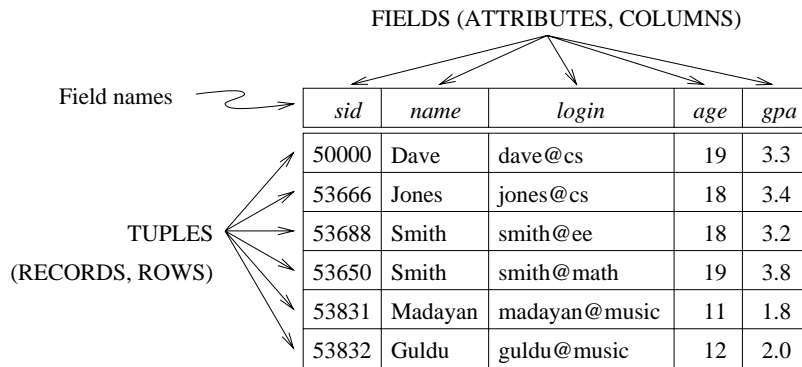 FIELDS (ATTRIBUTES, COLUMNS)
Field names
sid name login age gpa
50000 Dave dave@cs 19 3.3
53666 Jones jones@cs 18 3.4
TUPLES
(RECORDS, ROWS)
53688 Smith smith@ee 18 3.2
53650 Smith smith@math 19 3.8
53831 Madayan madayan@music 11 1.8
53832 Guldu guldu@music 12 2.0